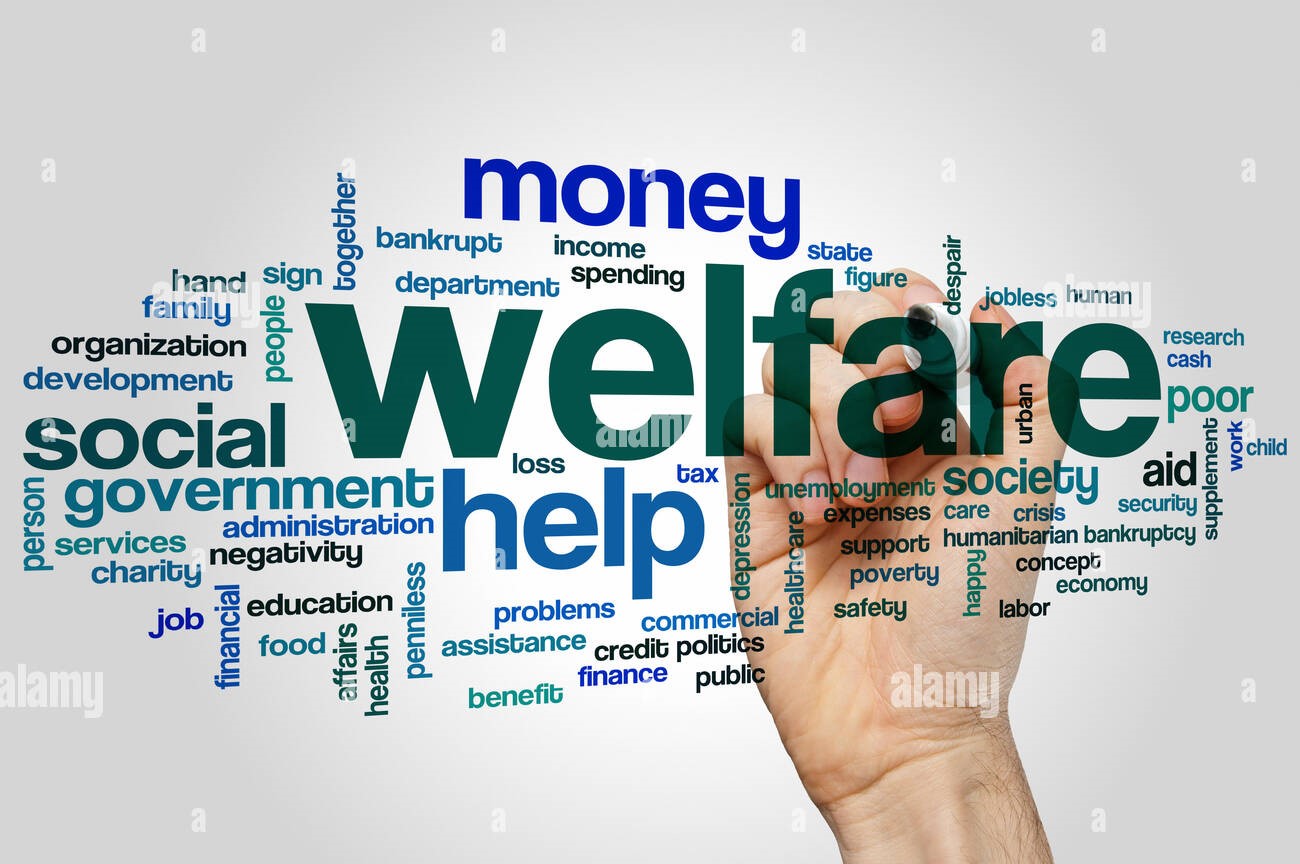 money
together
bankrupt
income
state
despair
hand
sign
department
spending
figure
jobless
human
family
people
welfare
organization
research
development
cash
social
urban
poor
loss
tax
work
child
government
help
unemployment
society
aid
supplement
person
administration
depression
expenses
care
crisis
security
services
negativity
healthcare
support
humanitarian
bankruptcy
charity
poverty
happy
concept
economy
job
financial
education
penniless
problems
commercial
safety
labor
food
affairs
health
assistance
credit
politics
finance
public
benefit
alamy
alamy
alamy
alamy
alamy
alamy
a
a
a
a
a
a
a
a
a
a
a
a
a
a